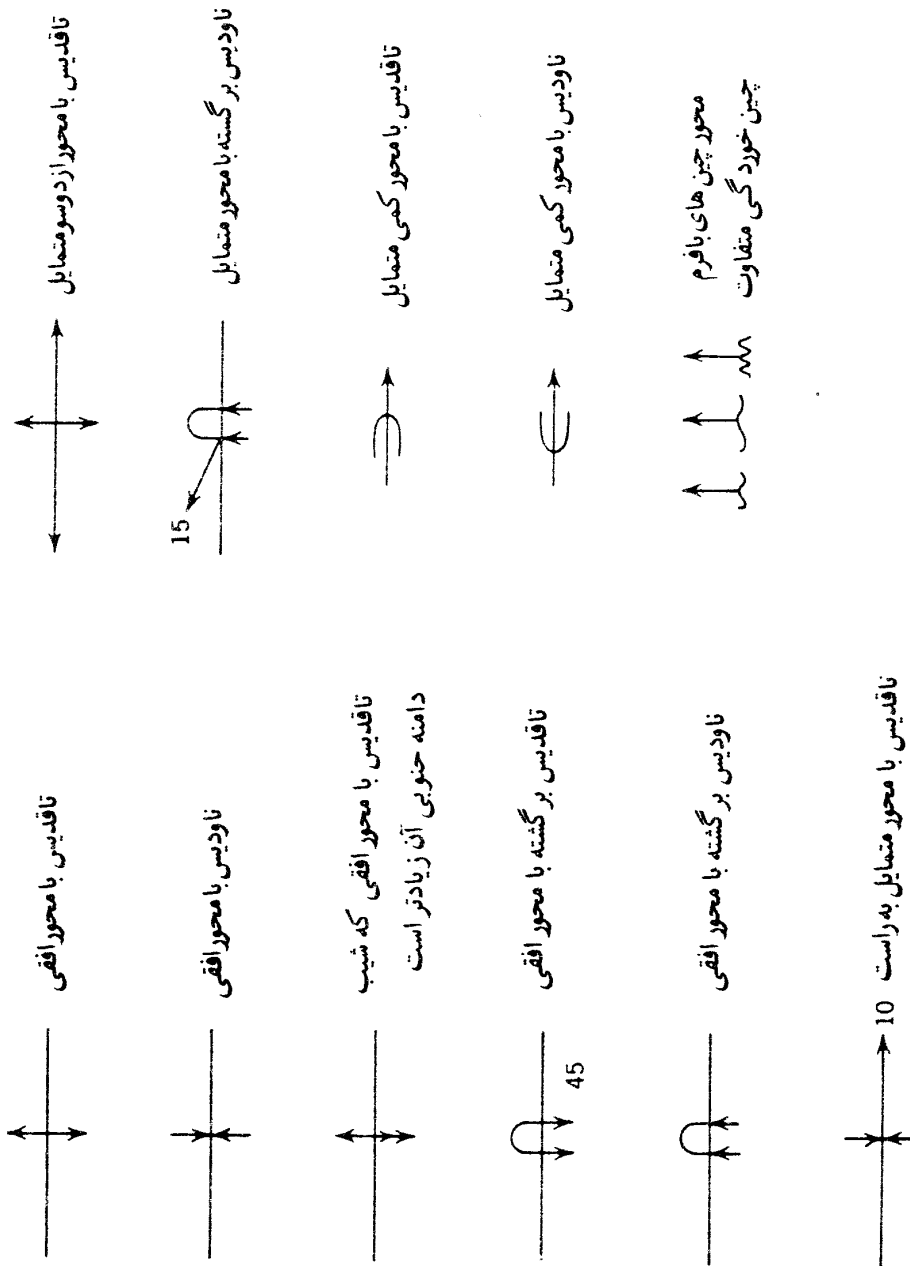 تاقدیس با محور از دو سو متمایل
ناودیس برگسته با محور متمایل
15
تاقدیس با محور کمی متمایل
ناودیس با محور کمی متمایل
محور چین های با فرم
چین خوردگی متفاوت
تاقدیس با محور افقی
ناودیس با محور افقی
تاقدیس با محور افقی که شیب
دامنه حنوبی آن زیادتر است
تاقدیس برگشته با محور افقی
45
ناودیس برگشته با محور افقی
ناقدیس با محور متمایل به راست 10